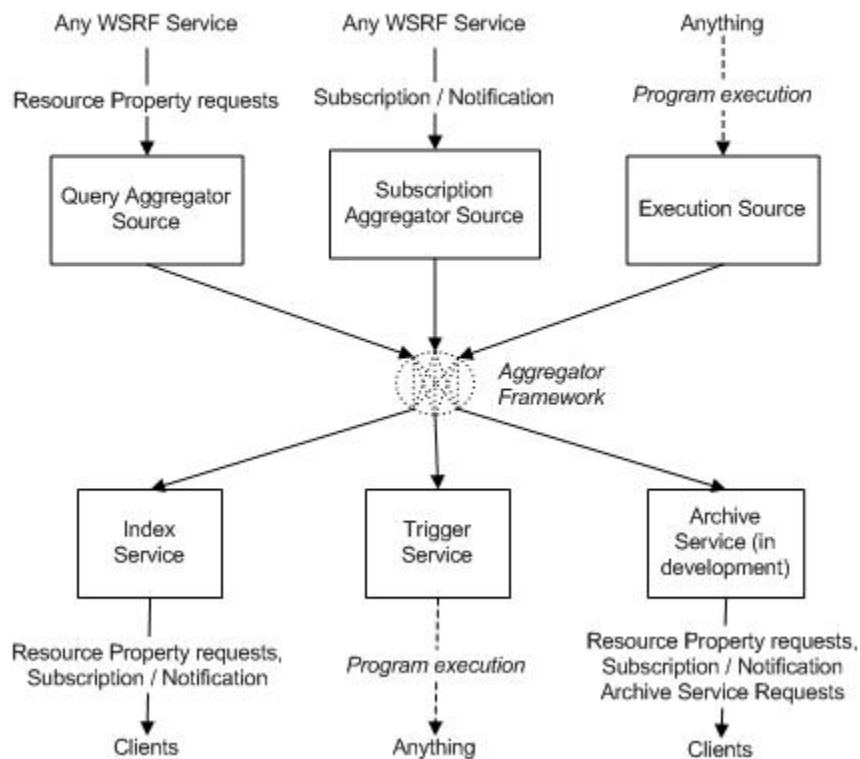 Any WSRF Service
Any WSRF Service
Anything
Resource Property requests
Subscription / Notification
Program execution
Query Aggregator
Source
Subscription
Aggregator Source
Execution Source
Aggregator
Framework
Index
Service
Trigger
Service
Archive
Service (in
development)
Resource Property requests,
Subscription / Notification
Program execution
Resource Property requests,
Subscription / Notification
Archive Service Requests
Clients
Anything
Clients